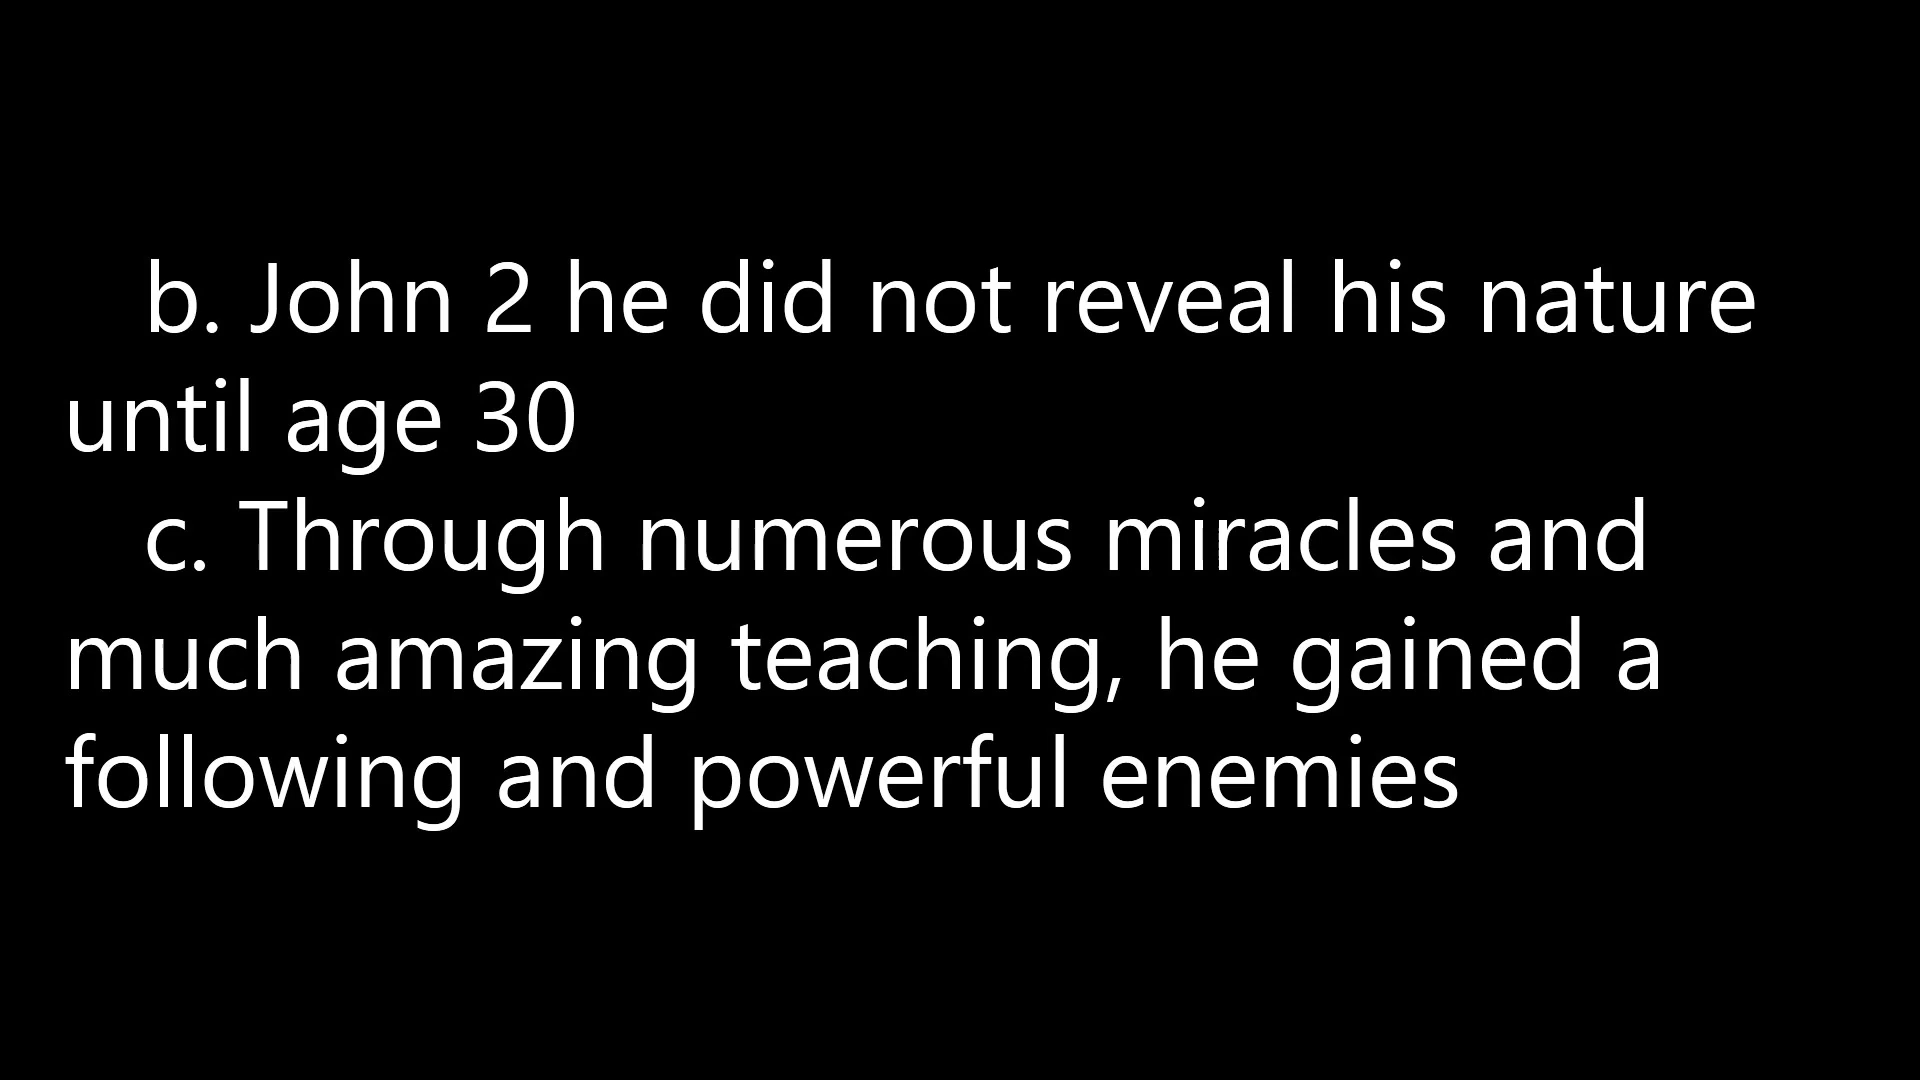 b. John 2 he did not reveal his nature
until age 30
c. Through numerous miracles and
much amazing teaching, he gained a
following and powerful enemies